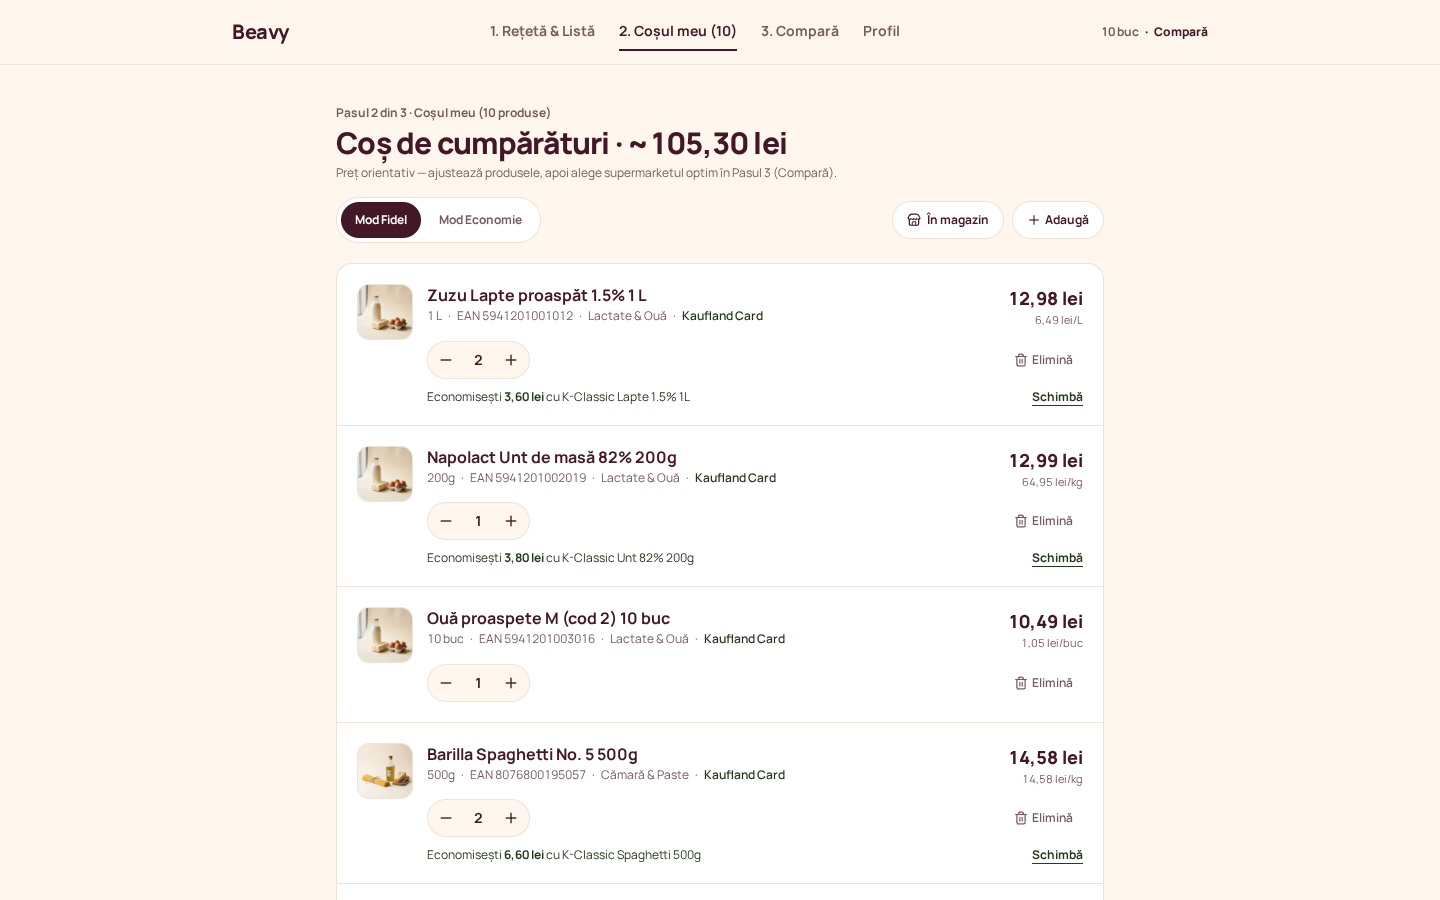 Beavy
1. Rețetă & Listă
2. Coșul meu (10)
3. Compară
Profil
10 buc · Compară
Pasul 2 din 3 · Coșul meu (10 produse)
Coș de cumpărături · ~ 105,30 lei
Preț orientativ — ajustează produsele, apoi alege supermarketul optim în Pasul 3 (Compară).
Mod Fidel
Mod Economie
În magazin
Adaugă
Zuzu Lapte proaspăt 1.5% 1 L
12,98 lei
1 L · EAN 5941201001012 · Lactate & Ouă · Kaufland Card
6,49 lei/L
2
Elimină
Economisești 3,60 lei cu K-Classic Lapte 1.5% 1L
Schimbă
Napolact Unt de masă 82% 200g
12,99 lei
200g · EAN 5941201002019 · Lactate & Ouă · Kaufland Card
64,95 lei/kg
1
Elimină
Economisești 3,80 lei cu K-Classic Unt 82% 200g
Schimbă
Ouă proaspete M (cod 2) 10 buc
10,49 lei
10 buc · EAN 5941201003016 · Lactate & Ouă · Kaufland Card
1,05 lei/buc
1
Elimină
Barilla Spaghetti No. 5 500g
14,58 lei
500g · EAN 8076800195057 · Cămară & Paste · Kaufland Card
14,58 lei/kg
2
Elimină
Economisești 6,60 lei cu K-Classic Spaghetti 500g
Schimbă